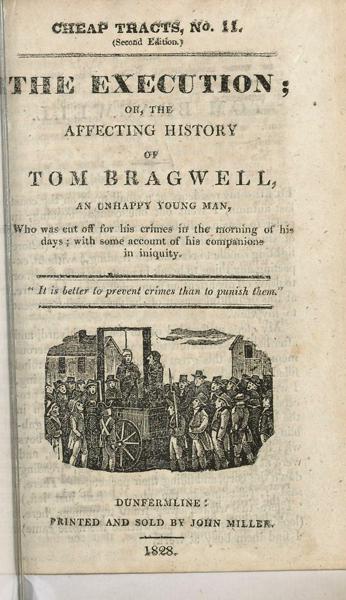 CHEAP TRACTS, No. 11.
(Second Edition.)
THE EXECUTION;
OR, THE
AFFECTING HISTORY
OF
TOM BRAGWELL,
AN UNHAPPY YOUNG MAN,
Who was cut off for his crimes in the morning of his
days; with some account of his companions
in iniquity.
"It is better to prevent crimes than to punish them."
DUNFERMLINE:
PRINTED AND SOLD BY JOHN MILLER.
1828.